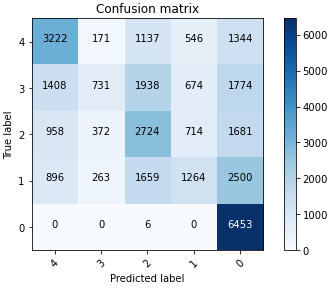 Confusion matrix
True label
4 3222 171 1137 546 1344
3 1408 731 1938 674 1774
2 958 372 2724 714 1681
1 896 263 1659 1264 2500
0 0 0 6 0 6453
4 3 2 1 0
Predicted label
6000
5000
4000
3000
2000
1000
0